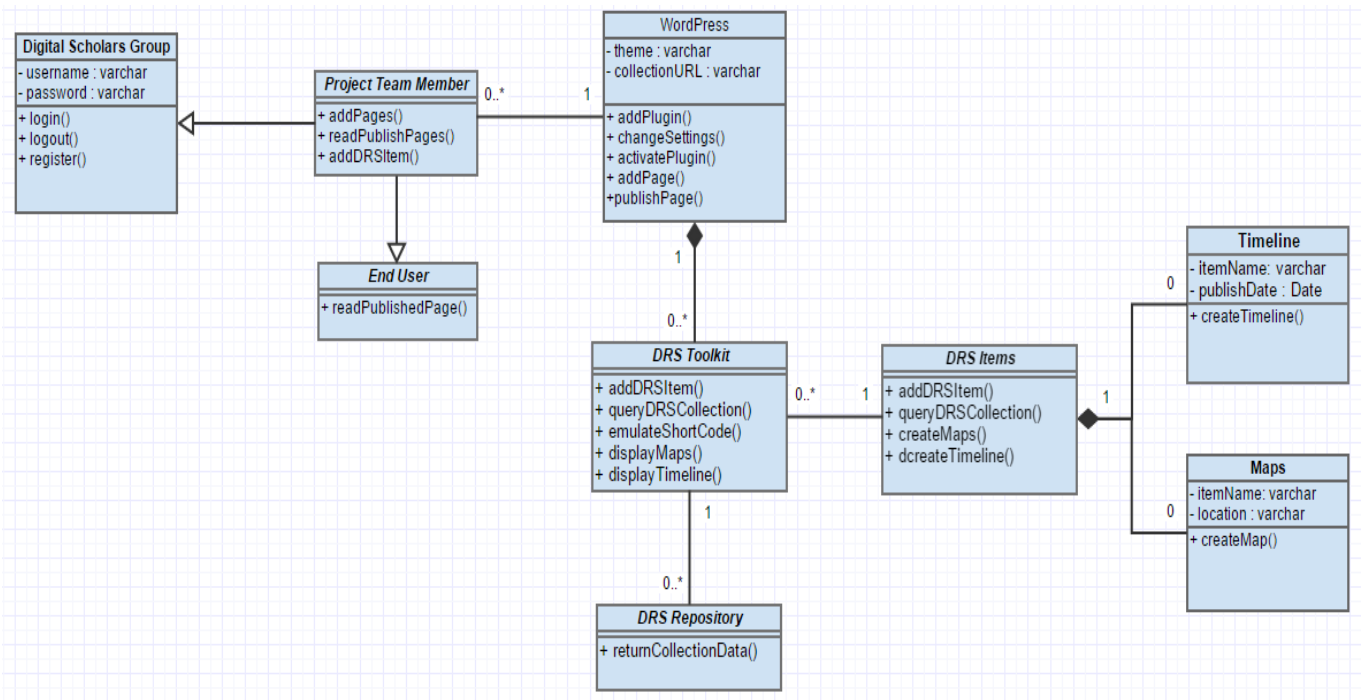 Digital Scholars Group
- username : varchar
- password : varchar
+ login()
+ logout()
+ register()
Project Team Member
+ addPages()
+ readPublishPages()
+ addDRSItem()
0..*
1
WordPress
- theme : varchar
- collectionURL : varchar
+ addPlugin()
+ changeSettings()
+ activatePlugin()
+ addPage()
+publishPage()
End User
+ readPublishedPage()
1
0..*
DRS Toolkit
+ addDRSItem()
+ queryDRSCollection()
+ emulateShortCode()
+ displayMaps()
+ displayTimeline()
0..*
1
DRS Items
+ addDRSItem()
+ queryDRSCollection()
+ createMaps()
+ dcreateTimeline()
1
0
Timeline
- itemName: varchar
- publishDate : Date
+ createTimeline()
0
Maps
- itemName: varchar
- location : varchar
+ createMap()
1
0..*
DRS Repository
+ returnCollectionData()